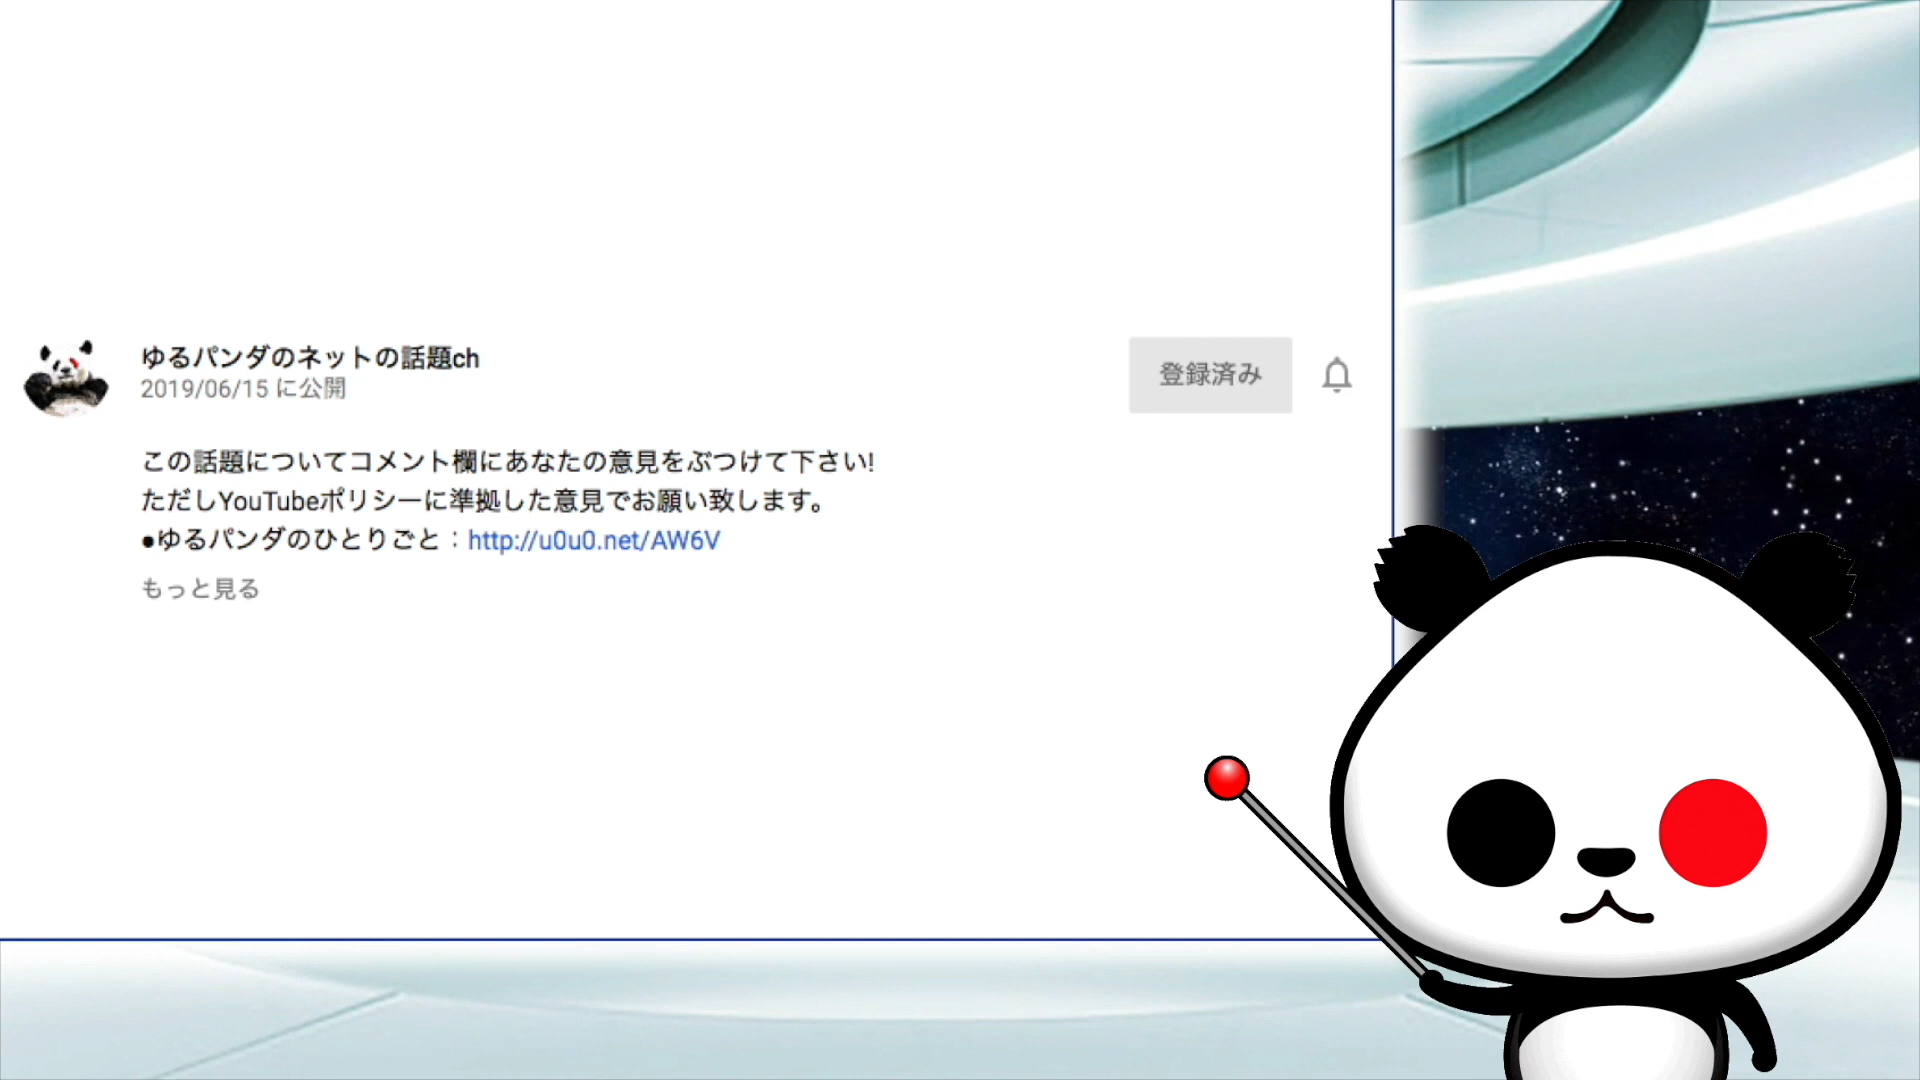 ゆるパンダのネットの話題ch
2019/06/15 に公開
登録済み
この話題についてコメント欄にあなたの意見をぶつけて下さい!
ただしYouTubeポリシーに準拠した意見でお願い致します。
●ゆるパンダのひとりごと：http://u0u0.net/AW6V
もっと見る